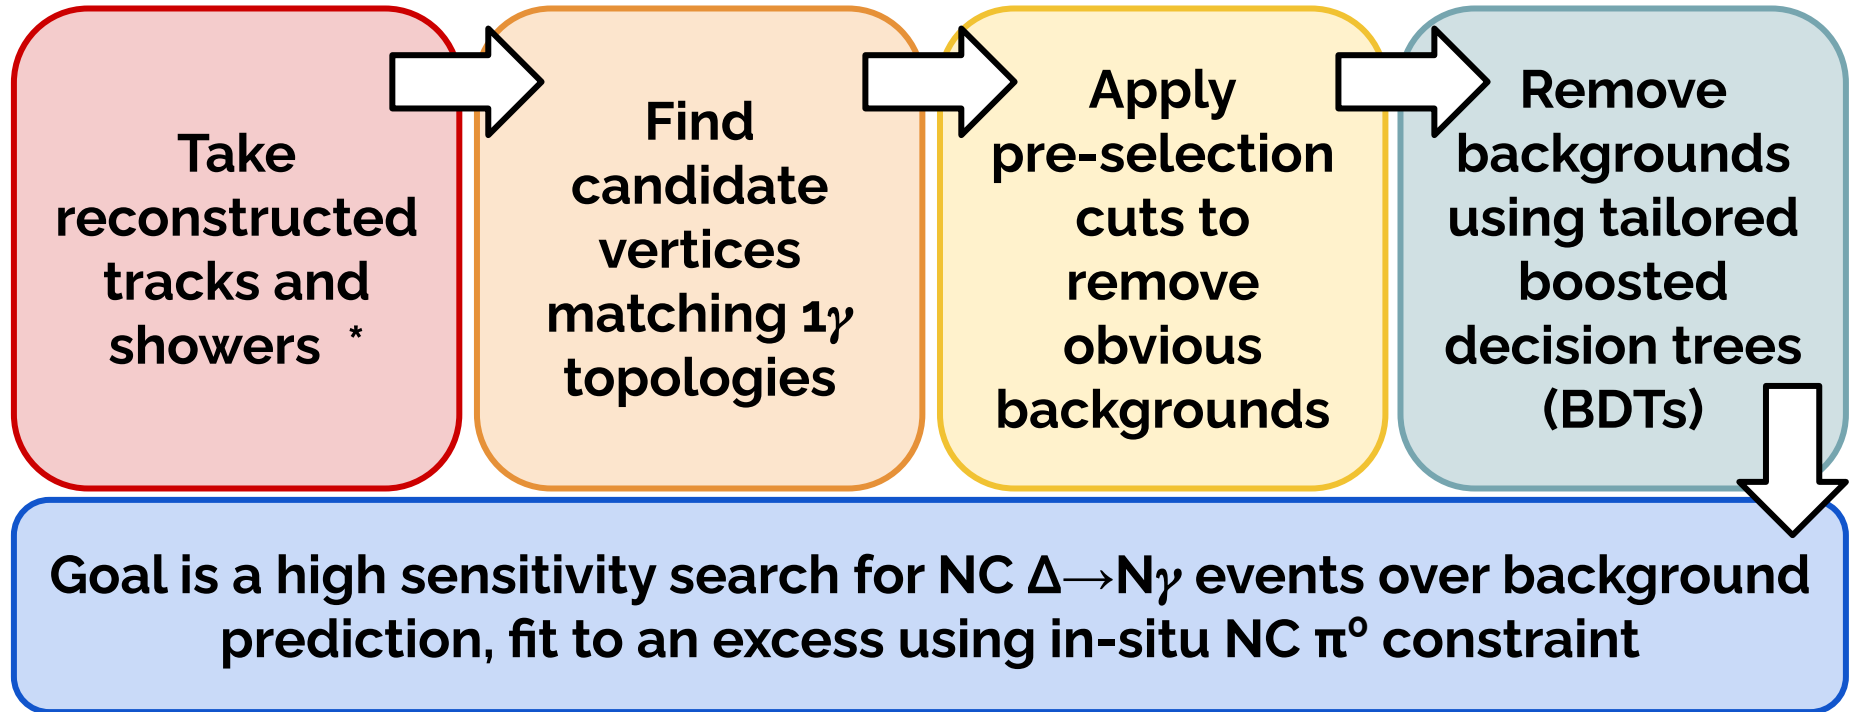 Take
reconstructed
tracks and
showers *
Find
candidate
vertices
matching 1γ
topologies
Apply
pre-selection
cuts to
remove
obvious
backgrounds
Remove
backgrounds
using tailored
boosted
decision trees
(BDTs)
Goal is a high sensitivity search for NC Δ→Nγ events over background
prediction, fit to an excess using in-situ NC π⁰ constraint